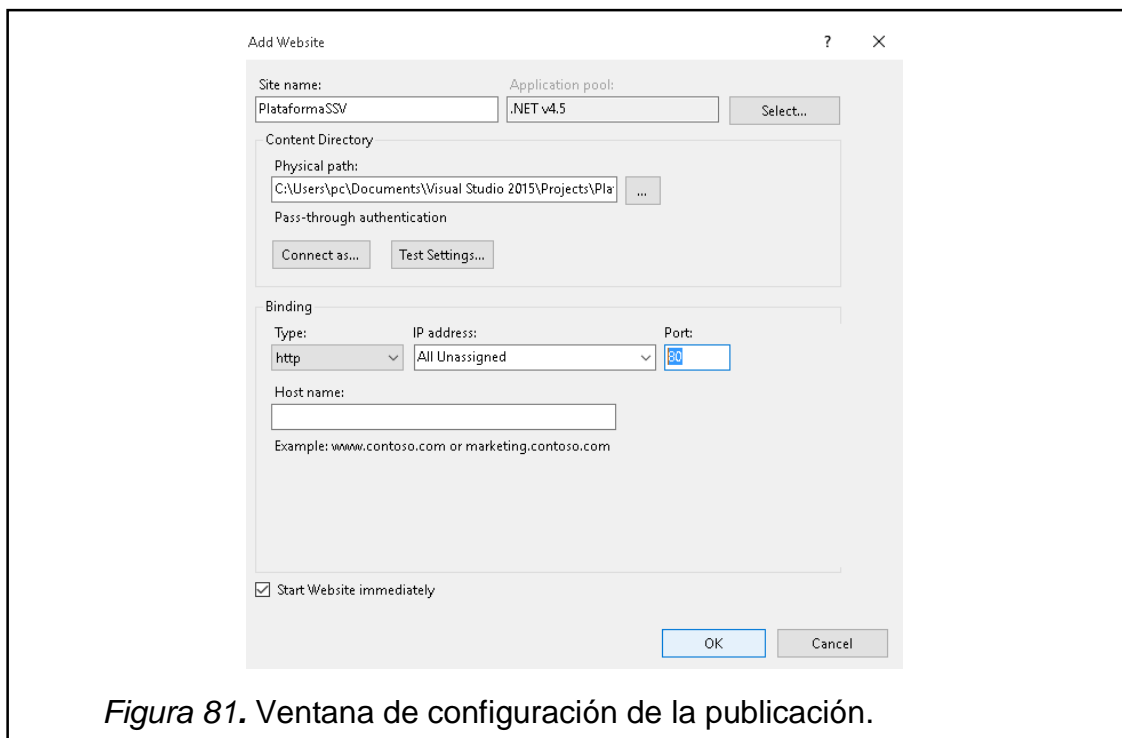 Add Website ? ×
Site name: Application pool:
PlataformaSSV .NET v4.5 Select...
Content Directory
Physical path:
C:\Users\pc\Documents\Visual Studio 2015\Projects\Pla ...
Pass-through authentication
Connect as... Test Settings...
Binding
Type: IP address: Port:
http All Unassigned 80
Host name:
Example: www.contoso.com or marketing.contoso.com
Start Website immediately
OK Cancel
Figura 81. Ventana de configuración de la publicación.